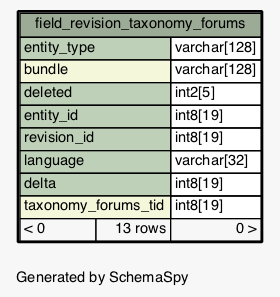 field_revision_taxonomy_forums
entity_type varchar[128]
bundle varchar[128]
deleted int2[5]
entity_id int8[19]
revision_id int8[19]
language varchar[32]
delta int8[19]
taxonomy_forums_tid int8[19]
< 0 13 rows 0 >
Generated by SchemaSpy